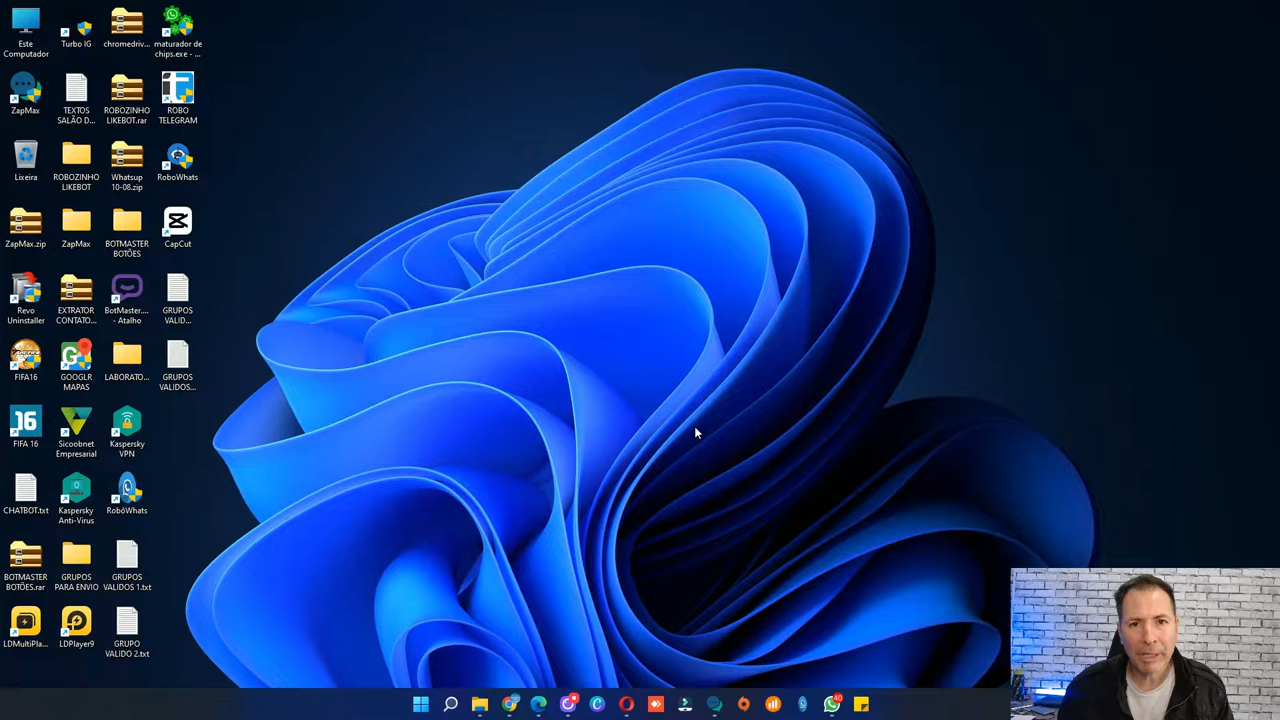 Este
Computador
Turbo IG
chromedriv...
maturador de
chips.exe - ...
ZapMax
TEXTOS
SALÃO D...
ROBOZINHO
LIKEBOT.rar
ROBO
TELEGRAM
Lixeira
ROBOZINHO
LIKEBOT
Whatsup
10-08.zip
RoboWhats
ZapMax.zip
ZapMax
BOTMASTER
BOTÕES
CapCut
Revo
Uninstaller
EXTRATOR
CONTATO...
BotMaster....
- Atalho
GRUPOS
VALID...
FIFA16
GOOGLR
MAPAS
LABORATO...
GRUPOS
VALIDOS...
16
FIFA 16
Sicoobnet
Empresarial
Kaspersky
VPN
CHATBOT.txt
Kaspersky
Anti-Virus
RobôWhats
BOTMASTER
BOTÕES.rar
GRUPOS
PARA ENVIO
GRUPOS
VALIDOS 1.txt
LDMultiPla...
LDPlayer9
GRUPO
VALIDO 2.txt
40